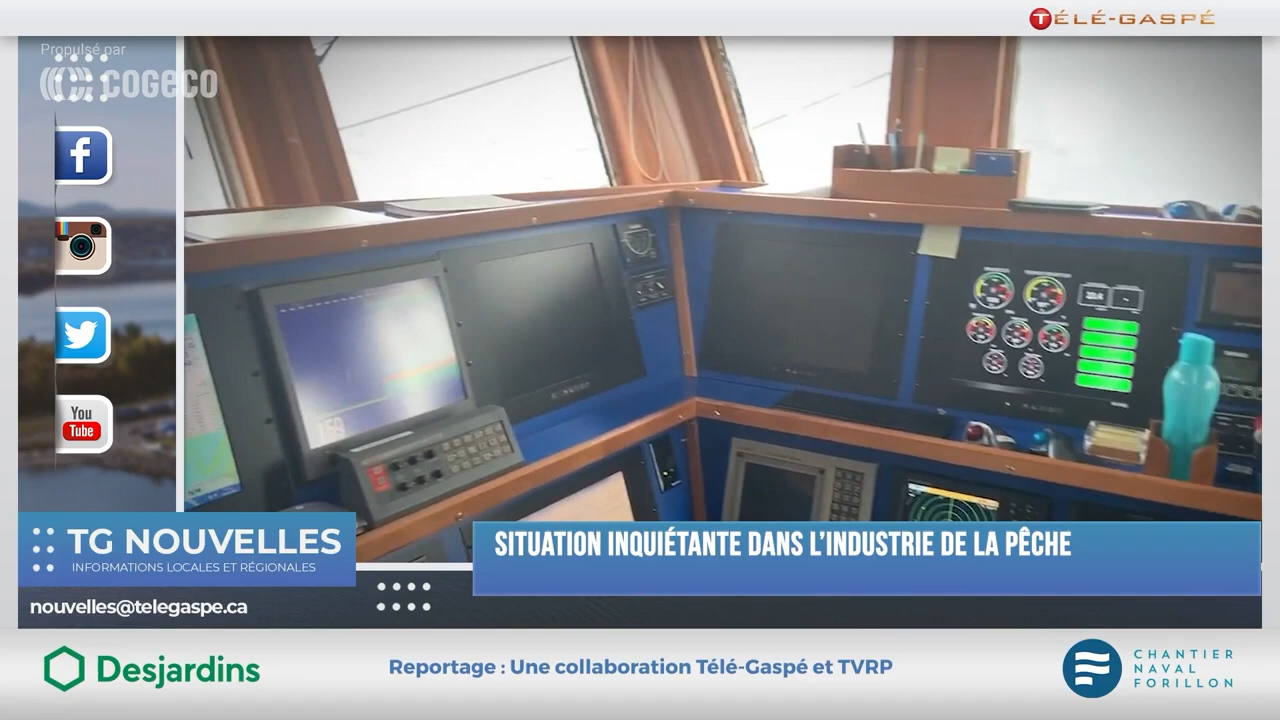 TÉLÉ-GASPÉ
Propulsé par
COGECO
You
Tube
TG NOUVELLES
INFORMATIONS LOCALES ET RÉGIONALES
SITUATION INQUIÉTANTE DANS L'INDUSTRIE DE LA PÊCHE
nouvelles@telegaspe.ca
Desjardins
Reportage : Une collaboration Télé-Gaspé et TVRP
CHANTIER
NAVAL
FORILLON